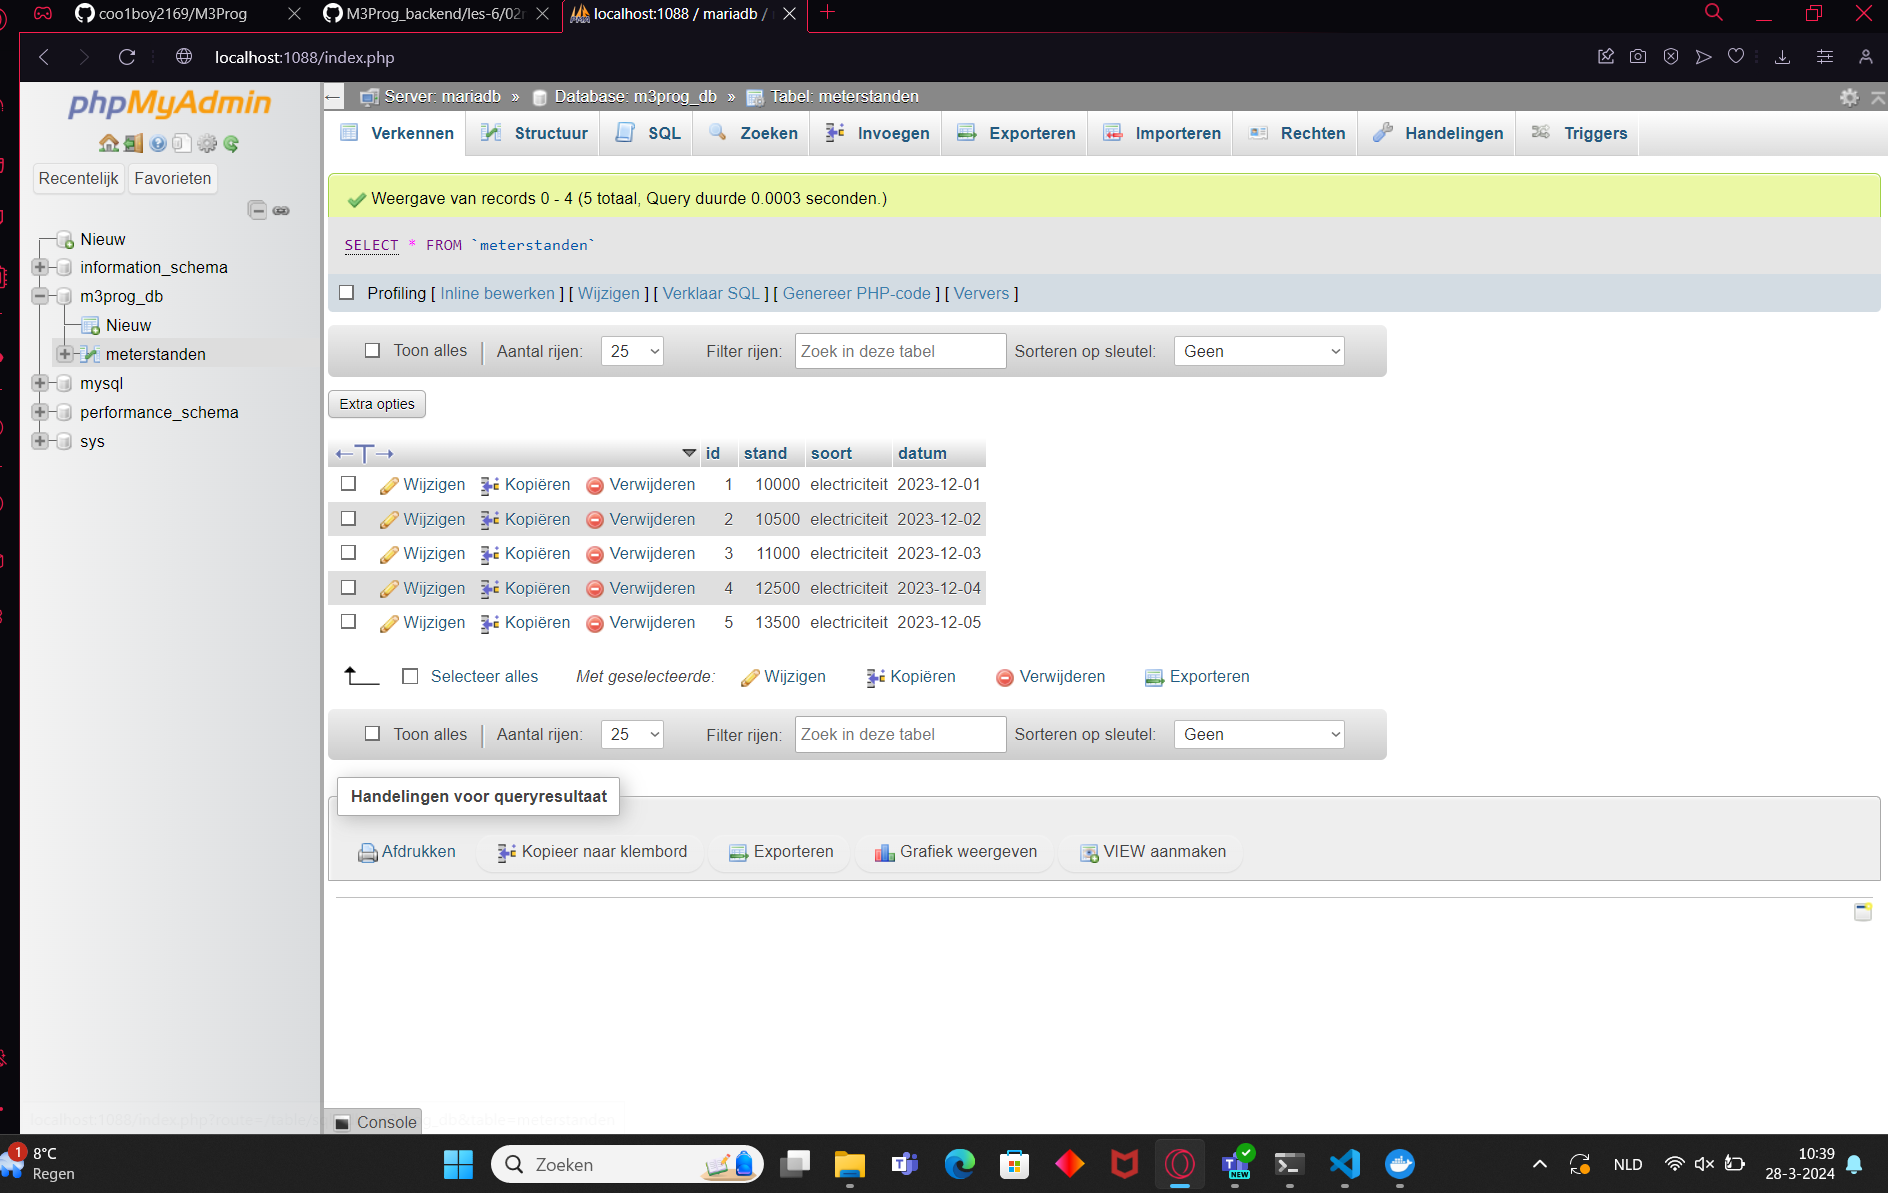 coo1boy2169/M3Prog
M3Prog_backend/les-6/02
localhost:1088 / mariadb /
localhost:1088/index.php
phpMyAdmin
Recentelijk Favorieten
Nieuw
information_schema
m3prog_db
Nieuw
meterstanden
mysql
performance_schema
sys
Server: mariadb » Database: m3prog_db » Tabel: meterstanden
Verkennen Structuur SQL Zoeken Invoegen Exporteren Importeren Rechten Handelingen Triggers
Weergave van records 0 - 4 (5 totaal, Query duurde 0.0003 seconden.)
SELECT * FROM `meterstanden`
Profiling [ Inline bewerken ] [ Wijzigen ] [ Verklaar SQL ] [ Genereer PHP-code ] [ Ververs ]
Toon alles | Aantal rijen: 25 Filter rijen: Zoek in deze tabel Sorteren op sleutel: Geen
Extra opties
←T→ id stand soort datum
Wijzigen Kopiëren Verwijderen 1 10000 electriciteit 2023-12-01
Wijzigen Kopiëren Verwijderen 2 10500 electriciteit 2023-12-02
Wijzigen Kopiëren Verwijderen 3 11000 electriciteit 2023-12-03
Wijzigen Kopiëren Verwijderen 4 12500 electriciteit 2023-12-04
Wijzigen Kopiëren Verwijderen 5 13500 electriciteit 2023-12-05
Selecteer alles Met geselecteerde: Wijzigen Kopiëren Verwijderen Exporteren
Toon alles | Aantal rijen: 25 Filter rijen: Zoek in deze tabel Sorteren op sleutel: Geen
Handelingen voor queryresultaat
Afdrukken Kopieer naar klembord Exporteren Grafiek weergeven VIEW aanmaken
Console
1
8°C
Regen
Zoeken
NEW
NLD
10:39
28-3-2024